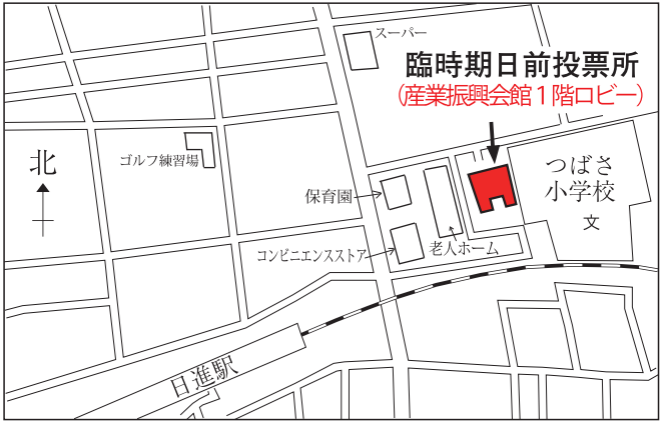 スーパー
臨時期日前投票所
(産業振興会館1階ロビー)
北
ゴルフ練習場
つばさ
小学校
文
保育園
老人ホーム
コンビニエンスストア
日進駅